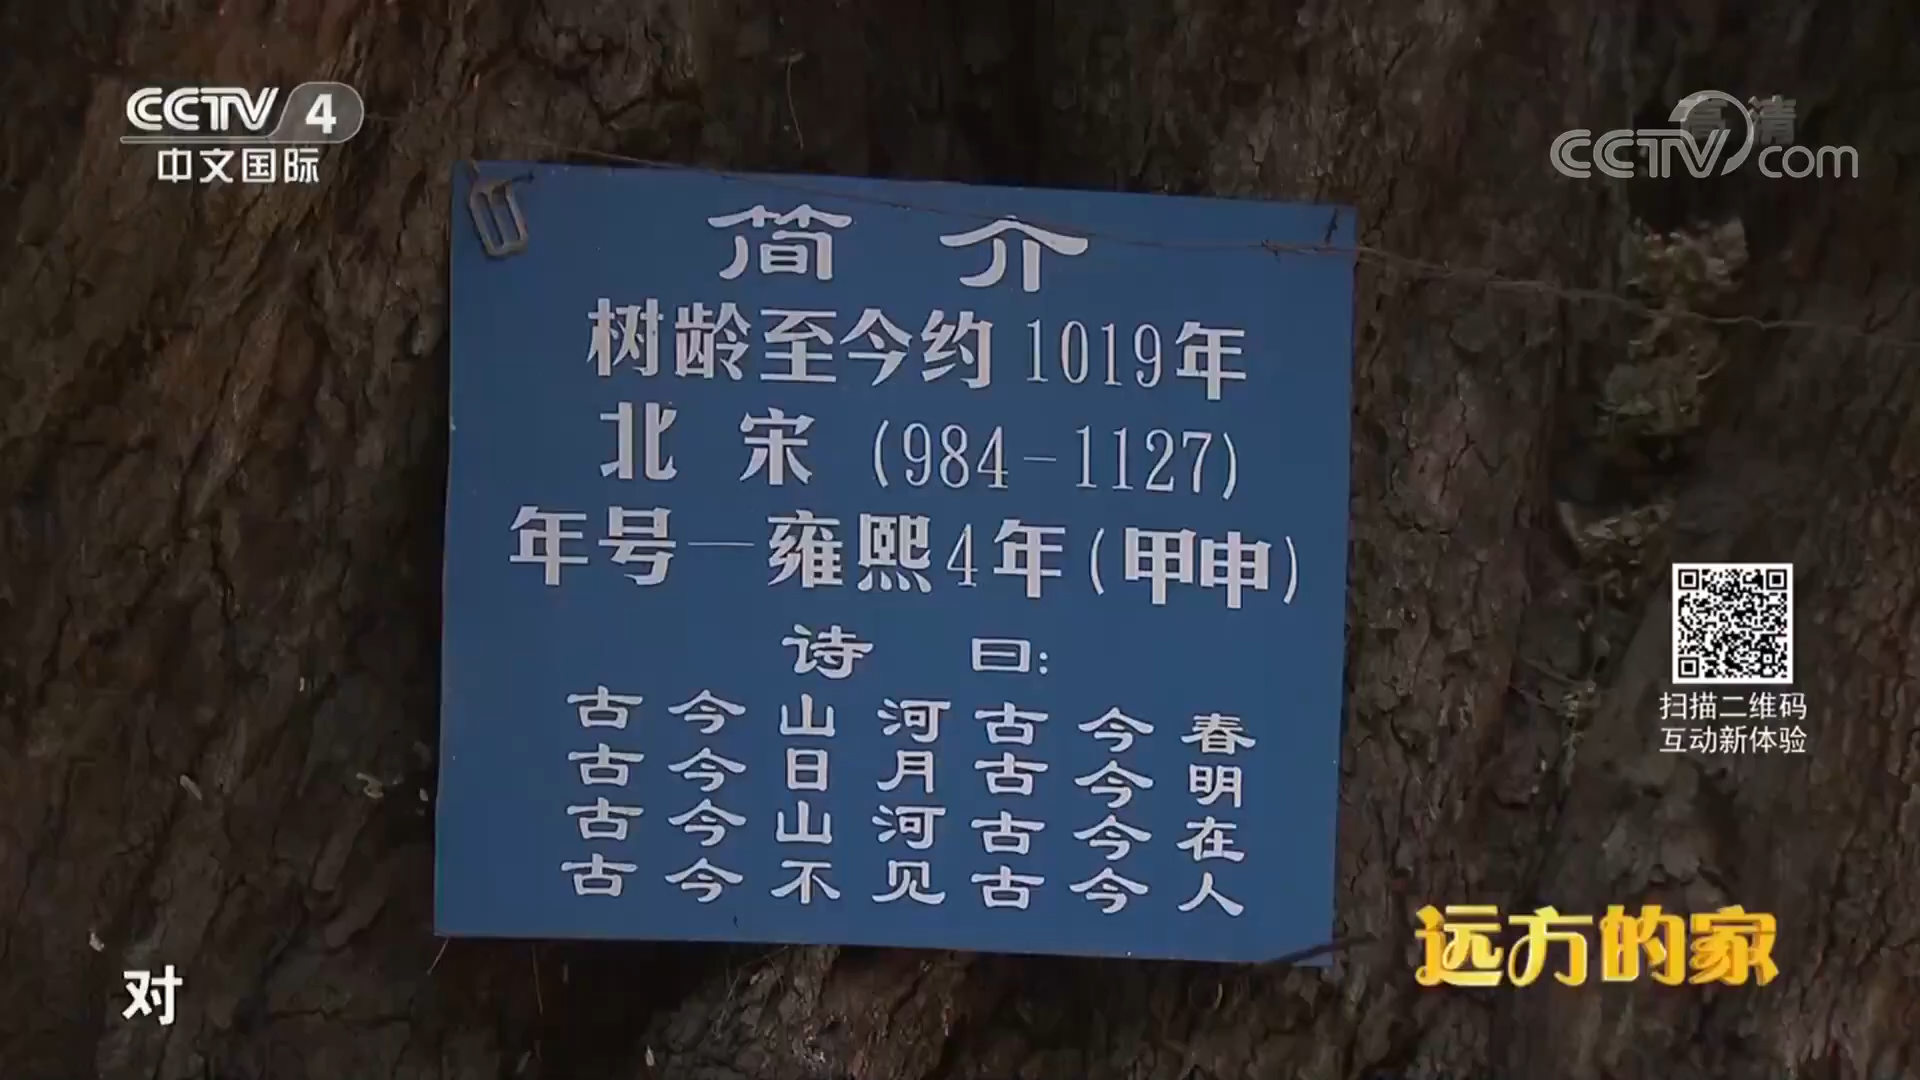 CCTV 4
中文国际
高清
CCTV com
简介
树龄至今约1019年
北宋(984-1127)
年号—雍熙4年(甲申)
诗曰:
古今山河古今春
古今日月古今明
古今山河古今在
古今不见古今人
扫描二维码
互动新体验
远方的家
对